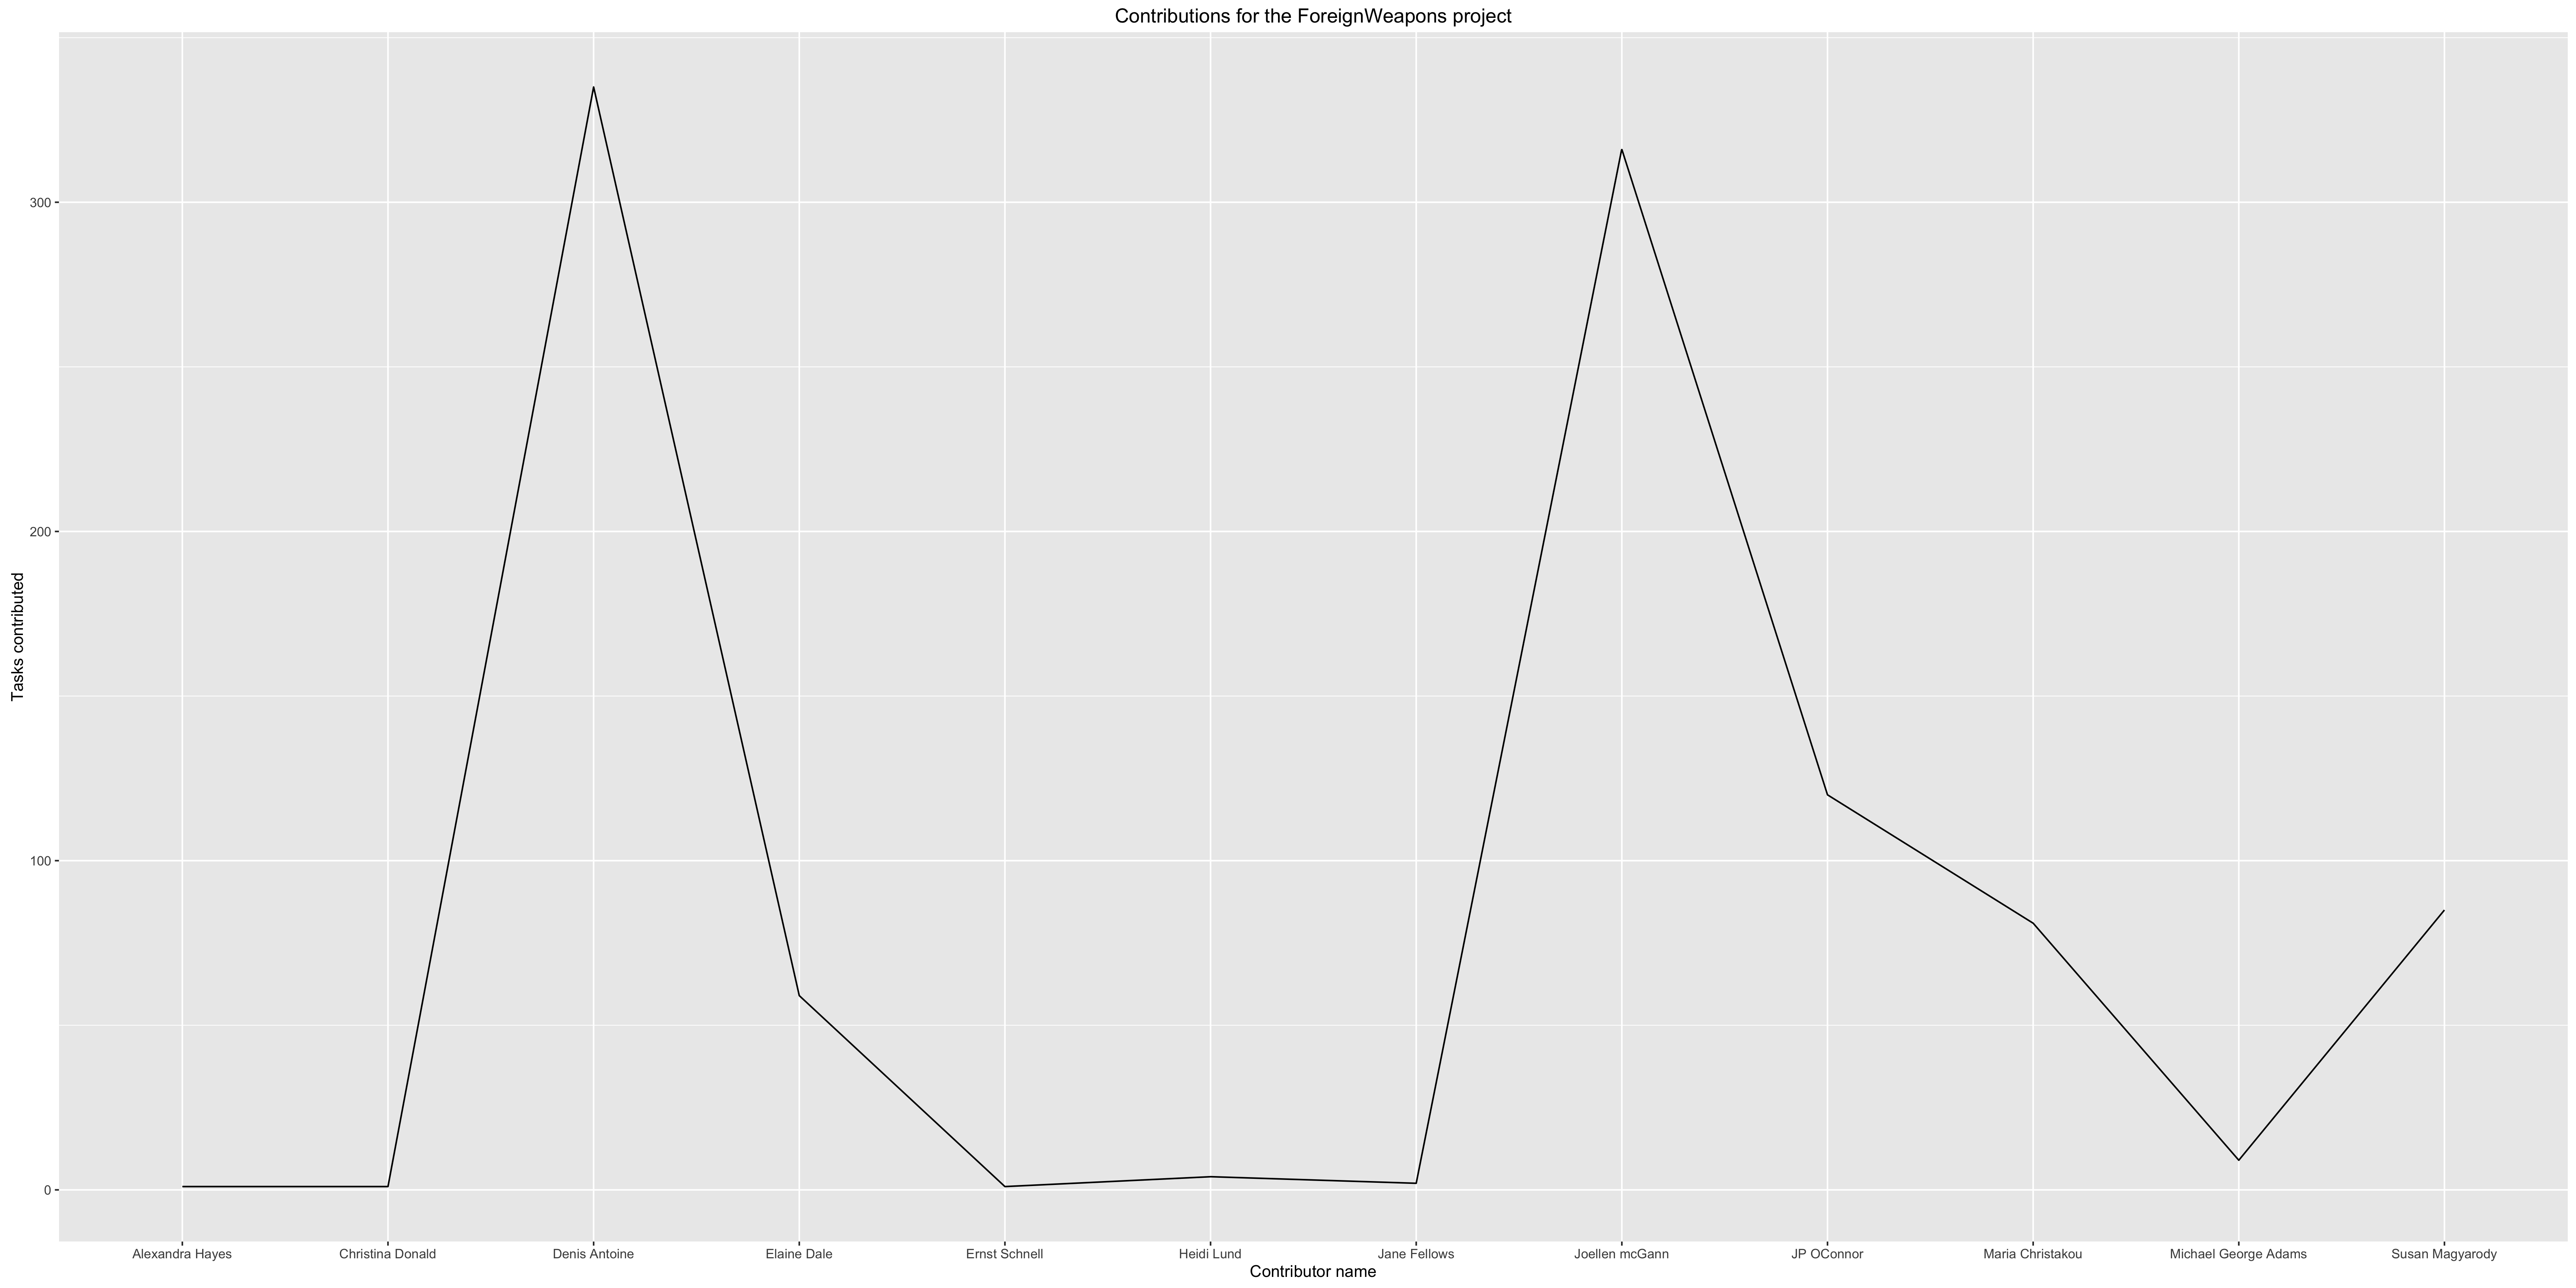 Contributions for the ForeignWeapons project
Tasks contributed
300
200
100
0
Alexandra Hayes
Christina Donald
Denis Antoine
Elaine Dale
Ernst Schnell
Heidi Lund
Jane Fellows
Joellen mcGann
JP OConnor
Maria Christakou
Michael George Adams
Susan Magyarody
Contributor name